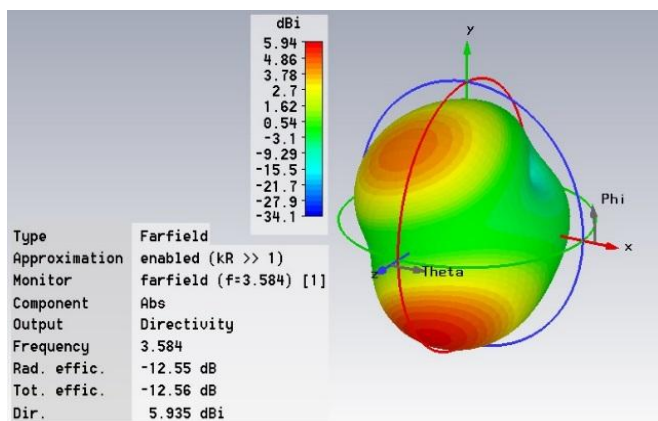 dBi
5.94
4.86
3.78
2.7
1.62
0.54
-3.1
-9.29
-15.5
-21.7
-27.9
-34.1
y
Phi
x
z
Theta
Type Farfield
Approximation enabled (kR >> 1)
Monitor farfield (f=3.584) [1]
Component Abs
Output Directivity
Frequency 3.584
Rad. effic. -12.55 dB
Tot. effic. -12.56 dB
Dir. 5.935 dBi